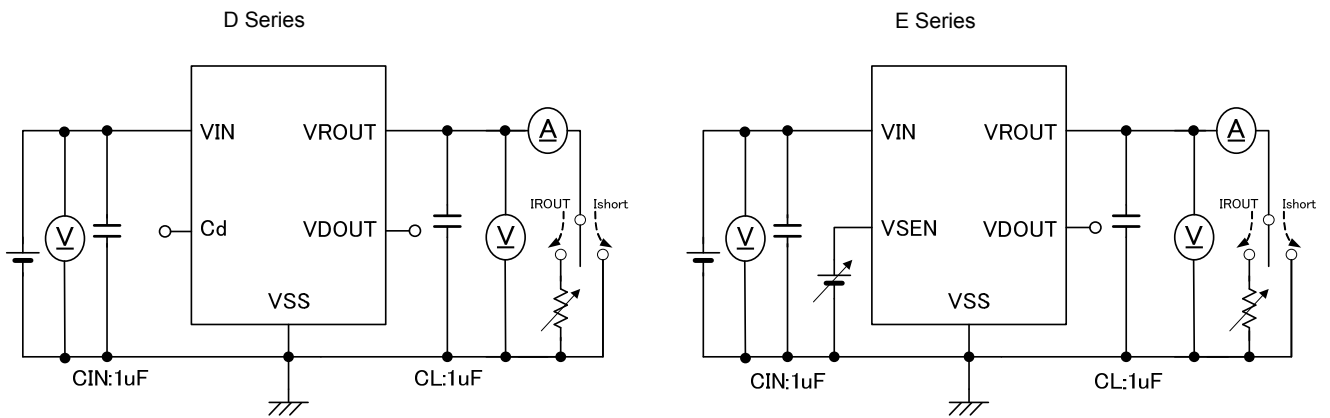 D Series
VIN
VROUT
A
V
Cd
VDOUT
V
IROUT
Ishort
VSS
CIN:1uF
CL:1uF
E Series
VIN
VROUT
A
V
VSEN
VDOUT
V
IROUT
Ishort
VSS
CIN:1uF
CL:1uF